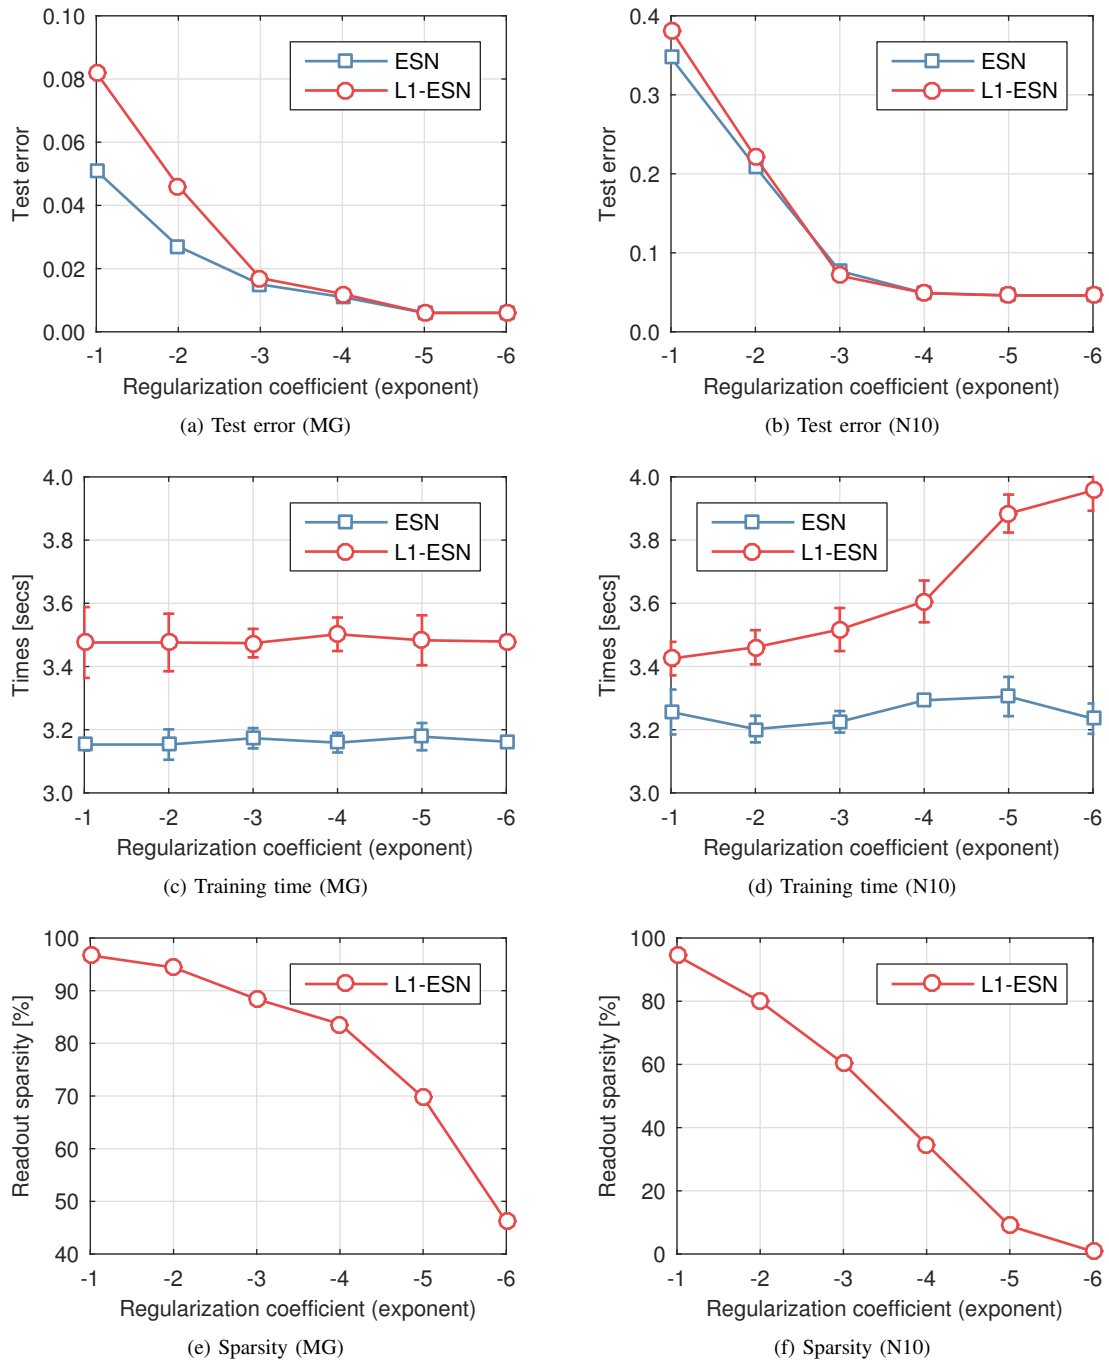 0.10
0.08
0.06
0.04
0.02
0.00
Test error
ESN
L1-ESN
-1 -2 -3 -4 -5 -6
Regularization coefficient (exponent)
(a) Test error (MG)
0.4
0.3
0.2
0.1
0.0
Test error
ESN
L1-ESN
-1 -2 -3 -4 -5 -6
Regularization coefficient (exponent)
(b) Test error (N10)
4.0
3.8
3.6
3.4
3.2
3.0
Times [secs]
ESN
L1-ESN
-1 -2 -3 -4 -5 -6
Regularization coefficient (exponent)
(c) Training time (MG)
4.0
3.8
3.6
3.4
3.2
3.0
Times [secs]
ESN
L1-ESN
-1 -2 -3 -4 -5 -6
Regularization coefficient (exponent)
(d) Training time (N10)
100
90
80
70
60
50
40
Readout sparsity [%]
L1-ESN
-1 -2 -3 -4 -5 -6
Regularization coefficient (exponent)
(e) Sparsity (MG)
100
80
60
40
20
0
Readout sparsity [%]
L1-ESN
-1 -2 -3 -4 -5 -6
Regularization coefficient (exponent)
(f) Sparsity (N10)